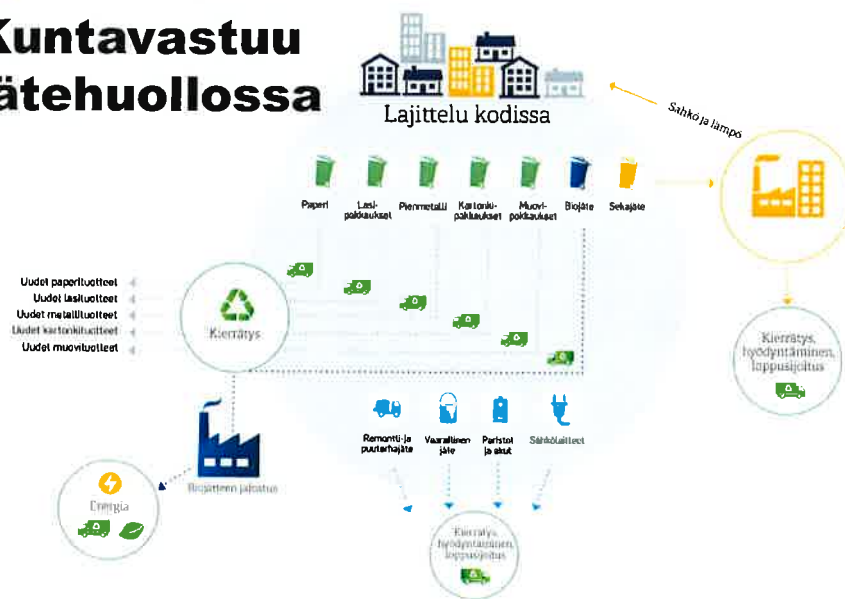 Kuntavastuu
jätehuollossa
Lajittelu kodissa
Sähkö ja lämpö
Paperi
Lasi-
pakkaukset
Pienmetalli
Kartonki-
pakkaukset
Muovi-
pakkaukset
Biojäte
Sekajäte
Uudet paperituotteet
Uudet lasituotteet
Uudet metallituotteet
Uudet kartonkituotteet
Uudet muovituotteet
Kierrätys
Kierrätys,
hyödyntäminen,
loppusijoitus
Remontti- ja
puutarhajäte
Vaarallinen
jäte
Paristot
ja akut
Sähkölaitteet
Biojätteen jalostus
Energia
Kierrätys,
hyödyntäminen,
loppusijoitus